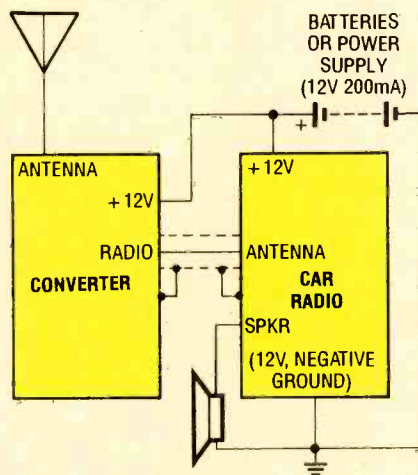 BATTERIES
OR POWER
SUPPLY
(12V 200mA)
+
ANTENNA
+12V
RADIO
CONVERTER
+12V
ANTENNA
CAR
RADIO
SPKR
(12V, NEGATIVE
GROUND)